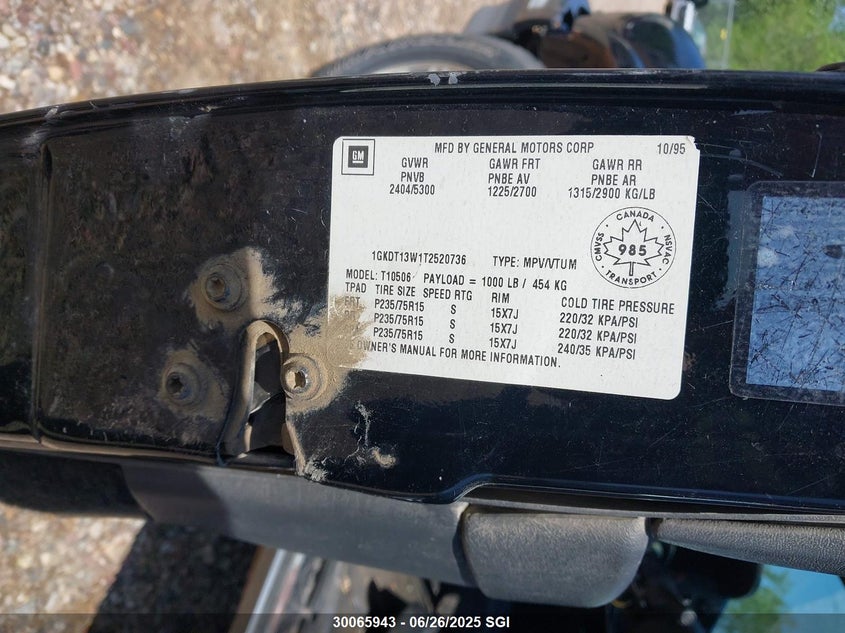 GM
MFD BY GENERAL MOTORS CORP 10/95
GVWR GAWR FRT GAWR RR
PNVB PNBE AV PNBE AR
2404/5300 1225/2700 1315/2900 KG/LB
CANADA
CMVSS 985 NSVAC
TRANSPORT
1GKDT13W1T2520736 TYPE: MPV/VTUM
MODEL: T10506 PAYLOAD = 1000 LB / 454 KG
TPAD TIRE SIZE SPEED RTG RIM COLD TIRE PRESSURE
FRT P235/75R15 S 15X7J 220/32 KPA/PSI
P235/75R15 S 15X7J 220/32 KPA/PSI
P235/75R15 S 15X7J 240/35 KPA/PSI
OWNER'S MANUAL FOR MORE INFORMATION.
30065943 - 06/26/2025 SGI